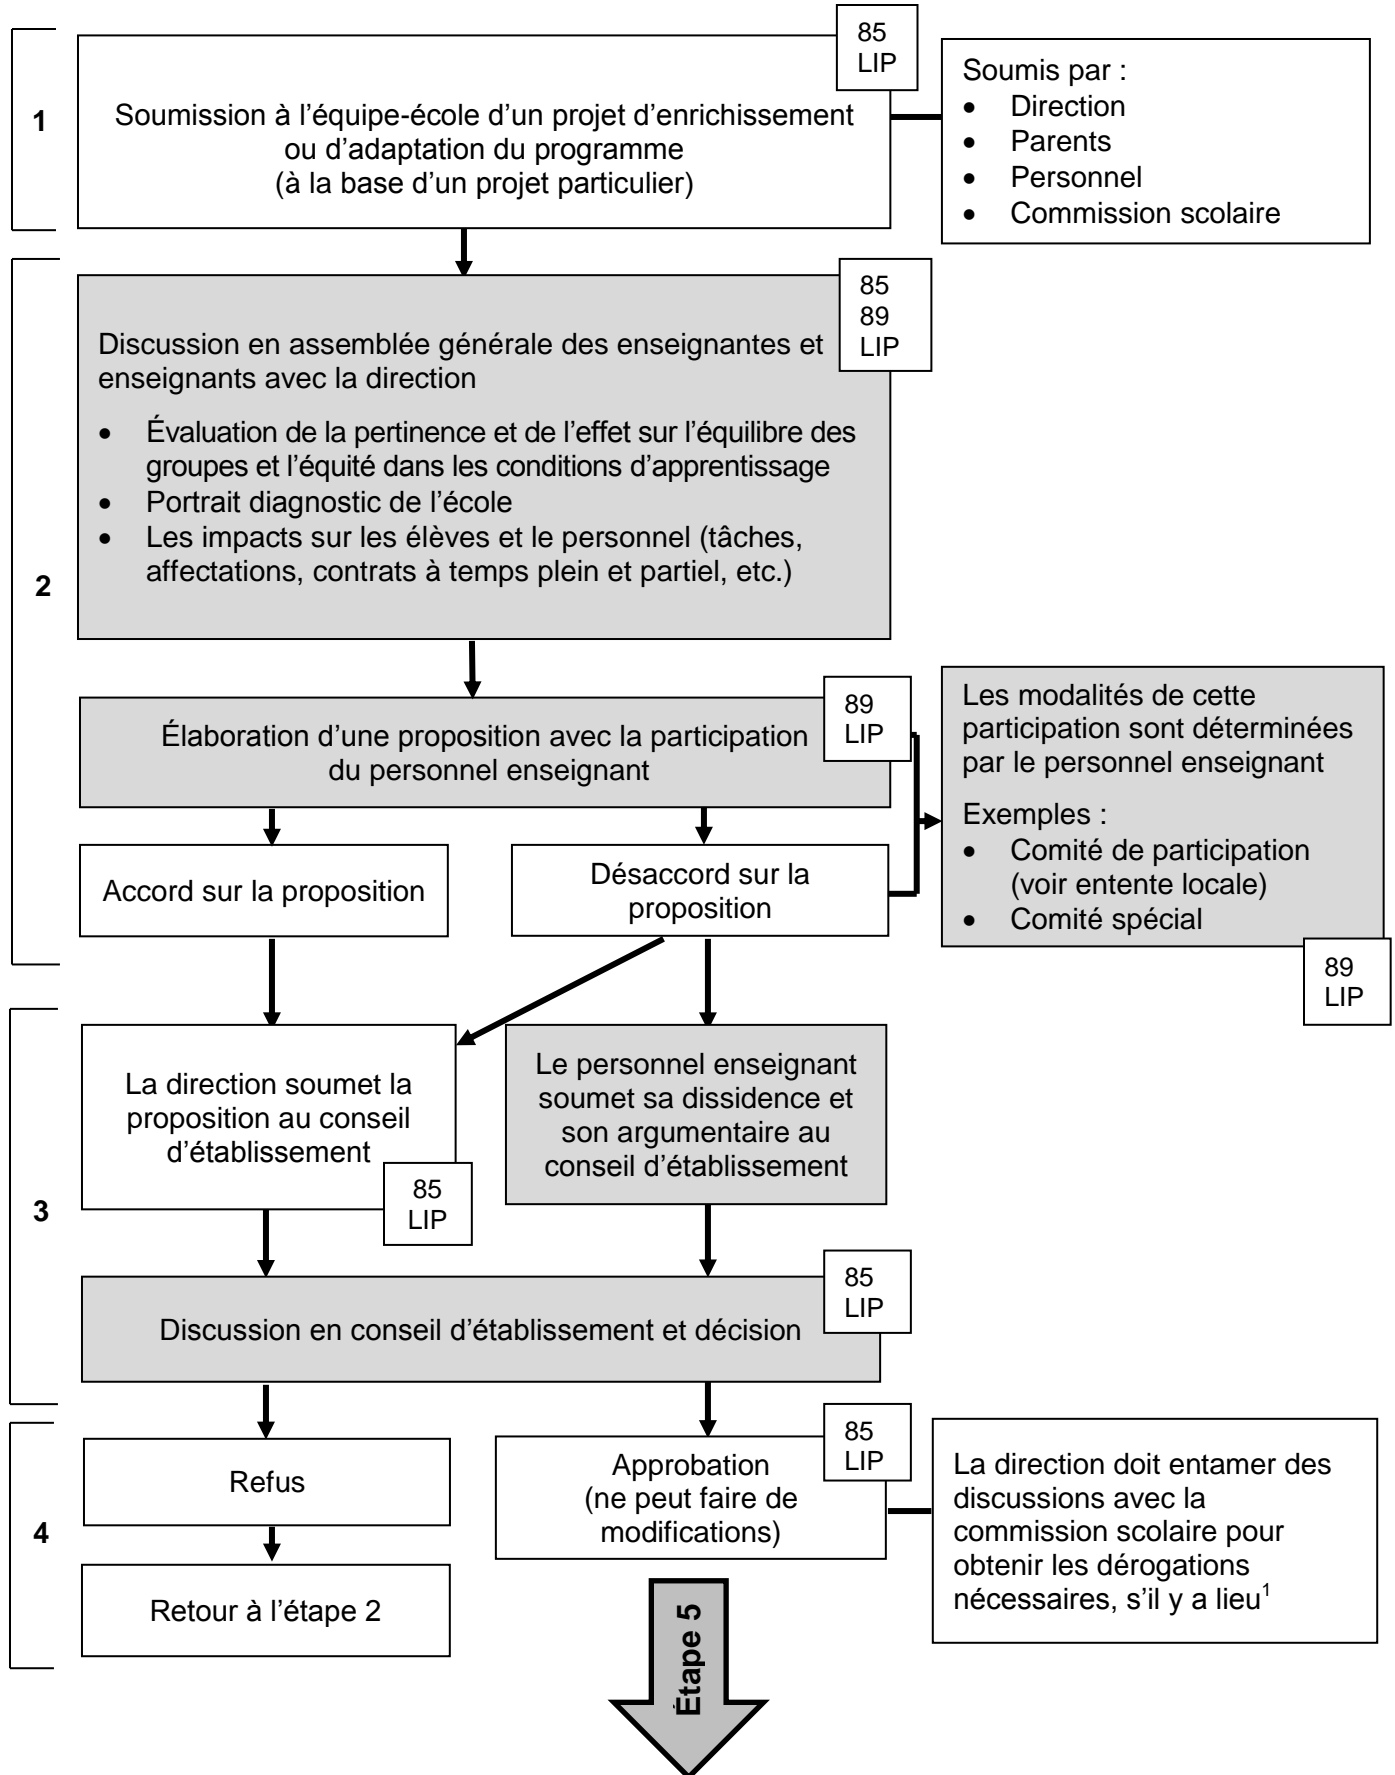 85
LIP
1
Soumission à l’équipe-école d’un projet d’enrichissement
ou d’adaptation du programme
(à la base d’un projet particulier)
Soumis par :
• Direction
• Parents
• Personnel
• Commission scolaire
2
85
89
LIP
Discussion en assemblée générale des enseignantes et
enseignants avec la direction
• Évaluation de la pertinence et de l’effet sur l’équilibre des
groupes et l’équité dans les conditions d’apprentissage
• Portrait diagnostic de l’école
• Les impacts sur les élèves et le personnel (tâches,
affectations, contrats à temps plein et partiel, etc.)
89
LIP
Élaboration d’une proposition avec la participation
du personnel enseignant
Les modalités de cette
participation sont déterminées
par le personnel enseignant
Exemples :
• Comité de participation
(voir entente locale)
• Comité spécial
89
LIP
Accord sur la proposition
Désaccord sur la
proposition
3
La direction soumet la
proposition au conseil
d’établissement
85
LIP
Le personnel enseignant
soumet sa dissidence et
son argumentaire au
conseil d’établissement
85
LIP
Discussion en conseil d’établissement et décision
4
Refus
Retour à l’étape 2
85
LIP
Approbation
(ne peut faire de
modifications)
La direction doit entamer des
discussions avec la
commission scolaire pour
obtenir les dérogations
nécessaires, s’il y a lieu¹
Étape 5